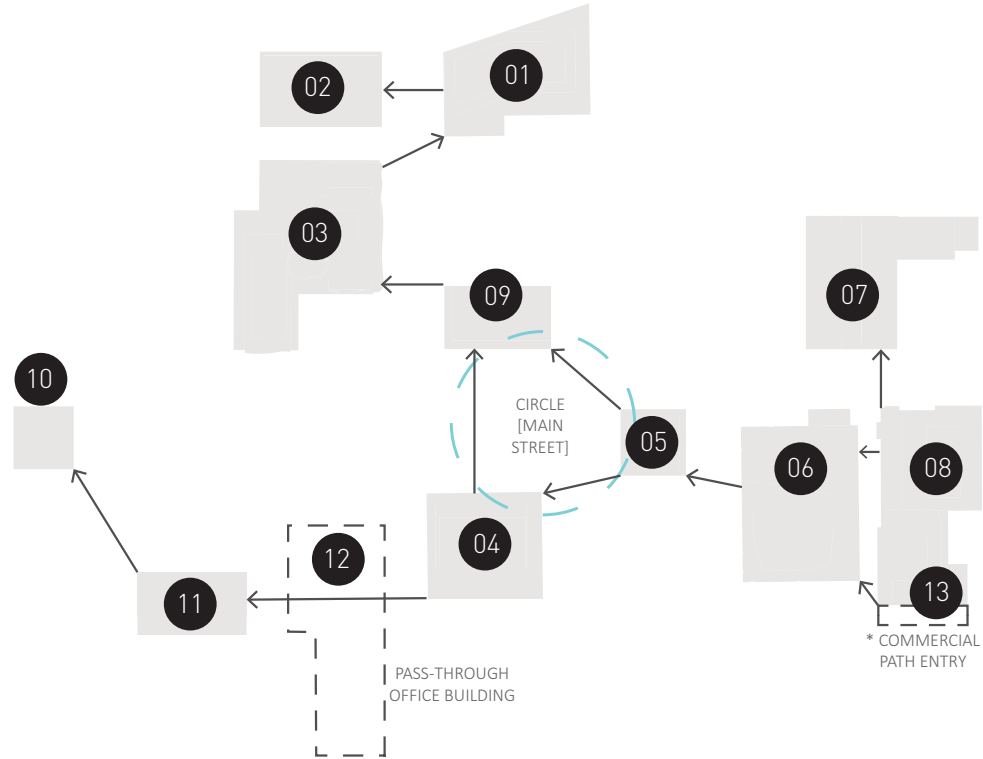 01
02
03
09
07
10
CIRCLE
[MAIN
STREET]
05
06
08
04
12
11
13
* COMMERCIAL
PATH ENTRY
PASS-THROUGH
OFFICE BUILDING